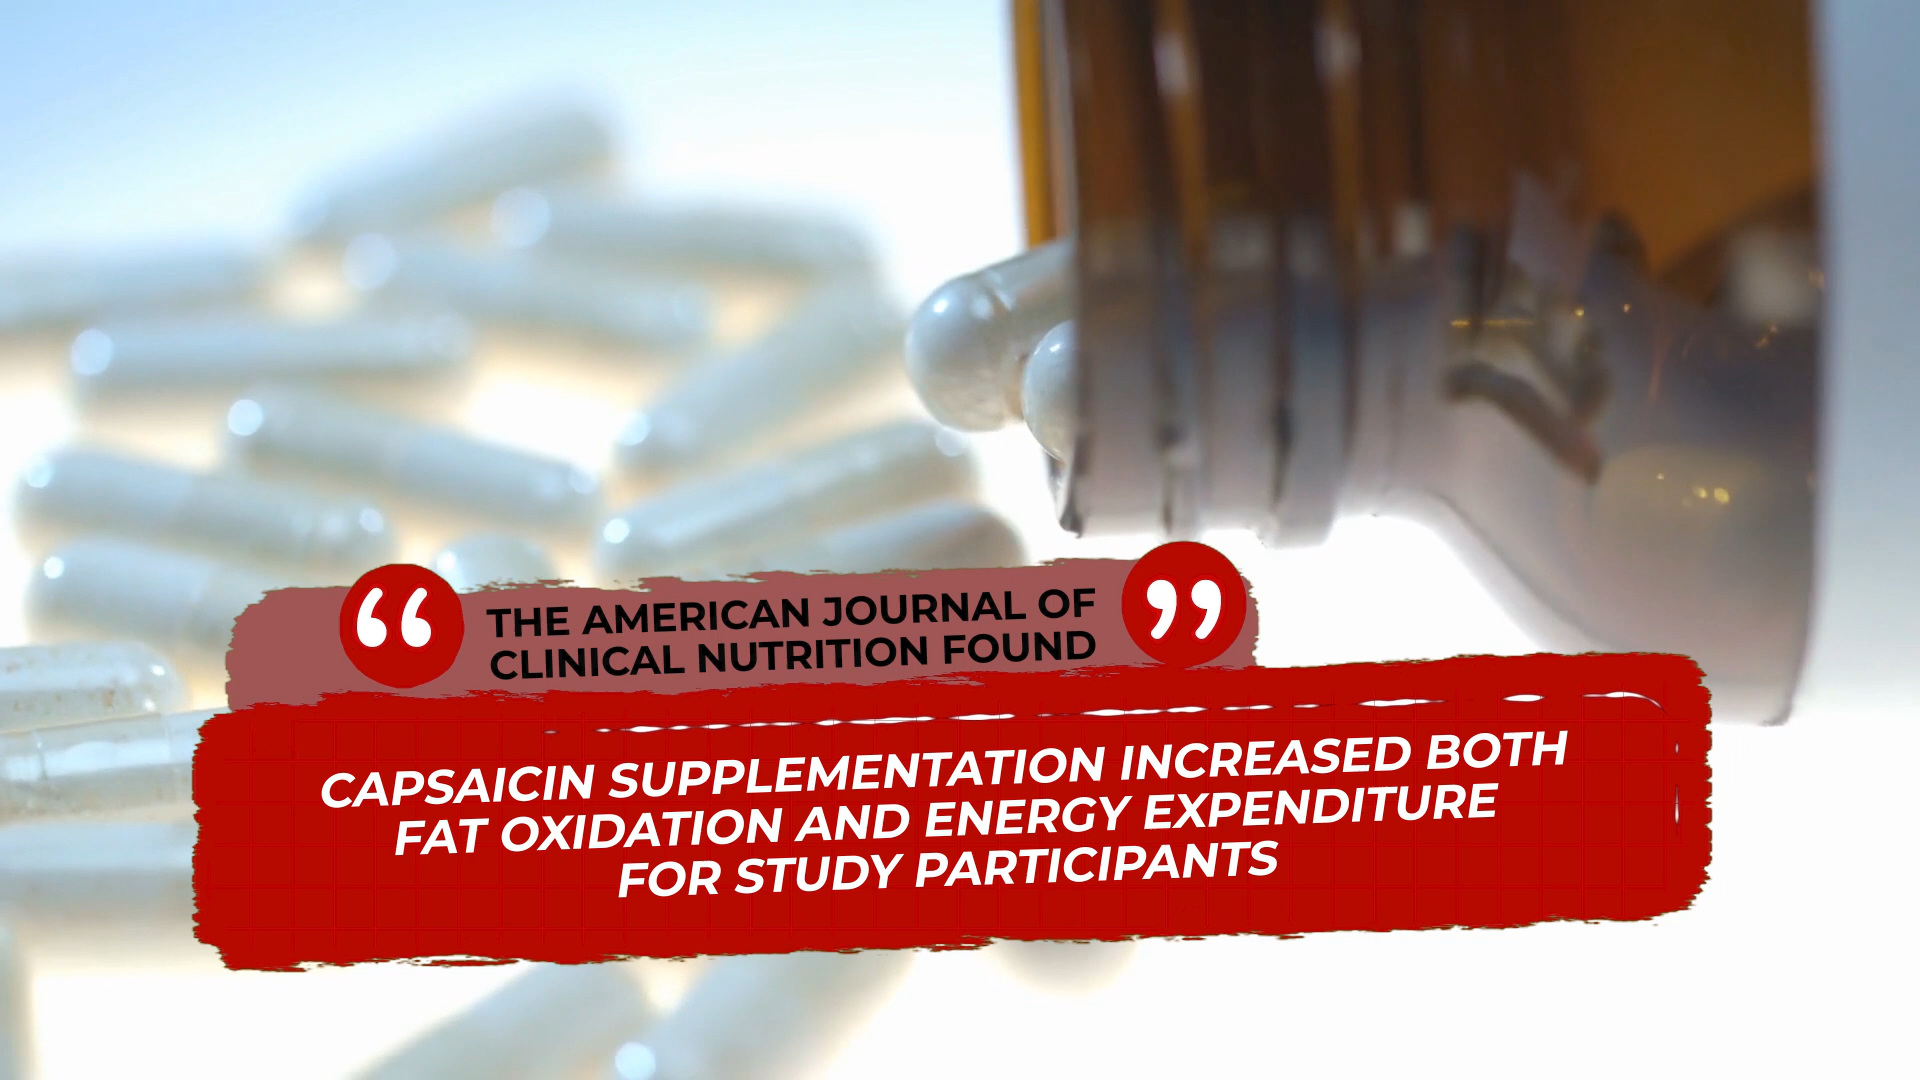 “ THE AMERICAN JOURNAL OF ”
CLINICAL NUTRITION FOUND
CAPSAICIN SUPPLEMENTATION INCREASED BOTH
FAT OXIDATION AND ENERGY EXPENDITURE
FOR STUDY PARTICIPANTS